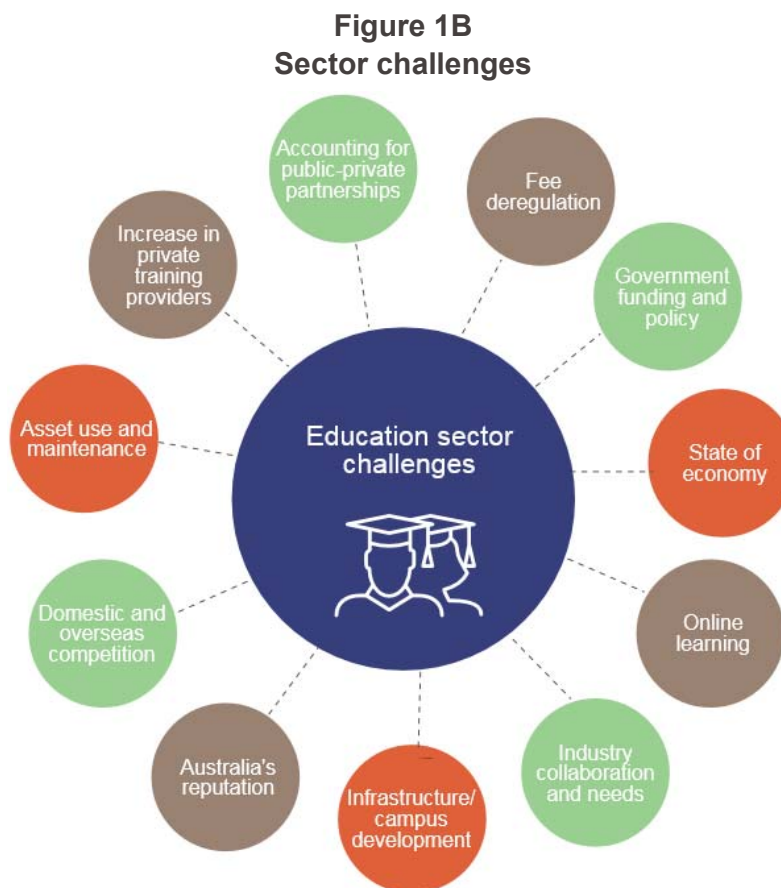 Figure 1B
Sector challenges
Accounting for
public-private
partnerships
Fee
deregulation
Government
funding and
policy
State of
economy
Online
learning
Industry
collaboration
and needs
Infrastructure/
campus
development
Australia's
reputation
Domestic and
overseas
competition
Asset use and
maintenance
Increase in
private
training
providers
Education sector
challenges